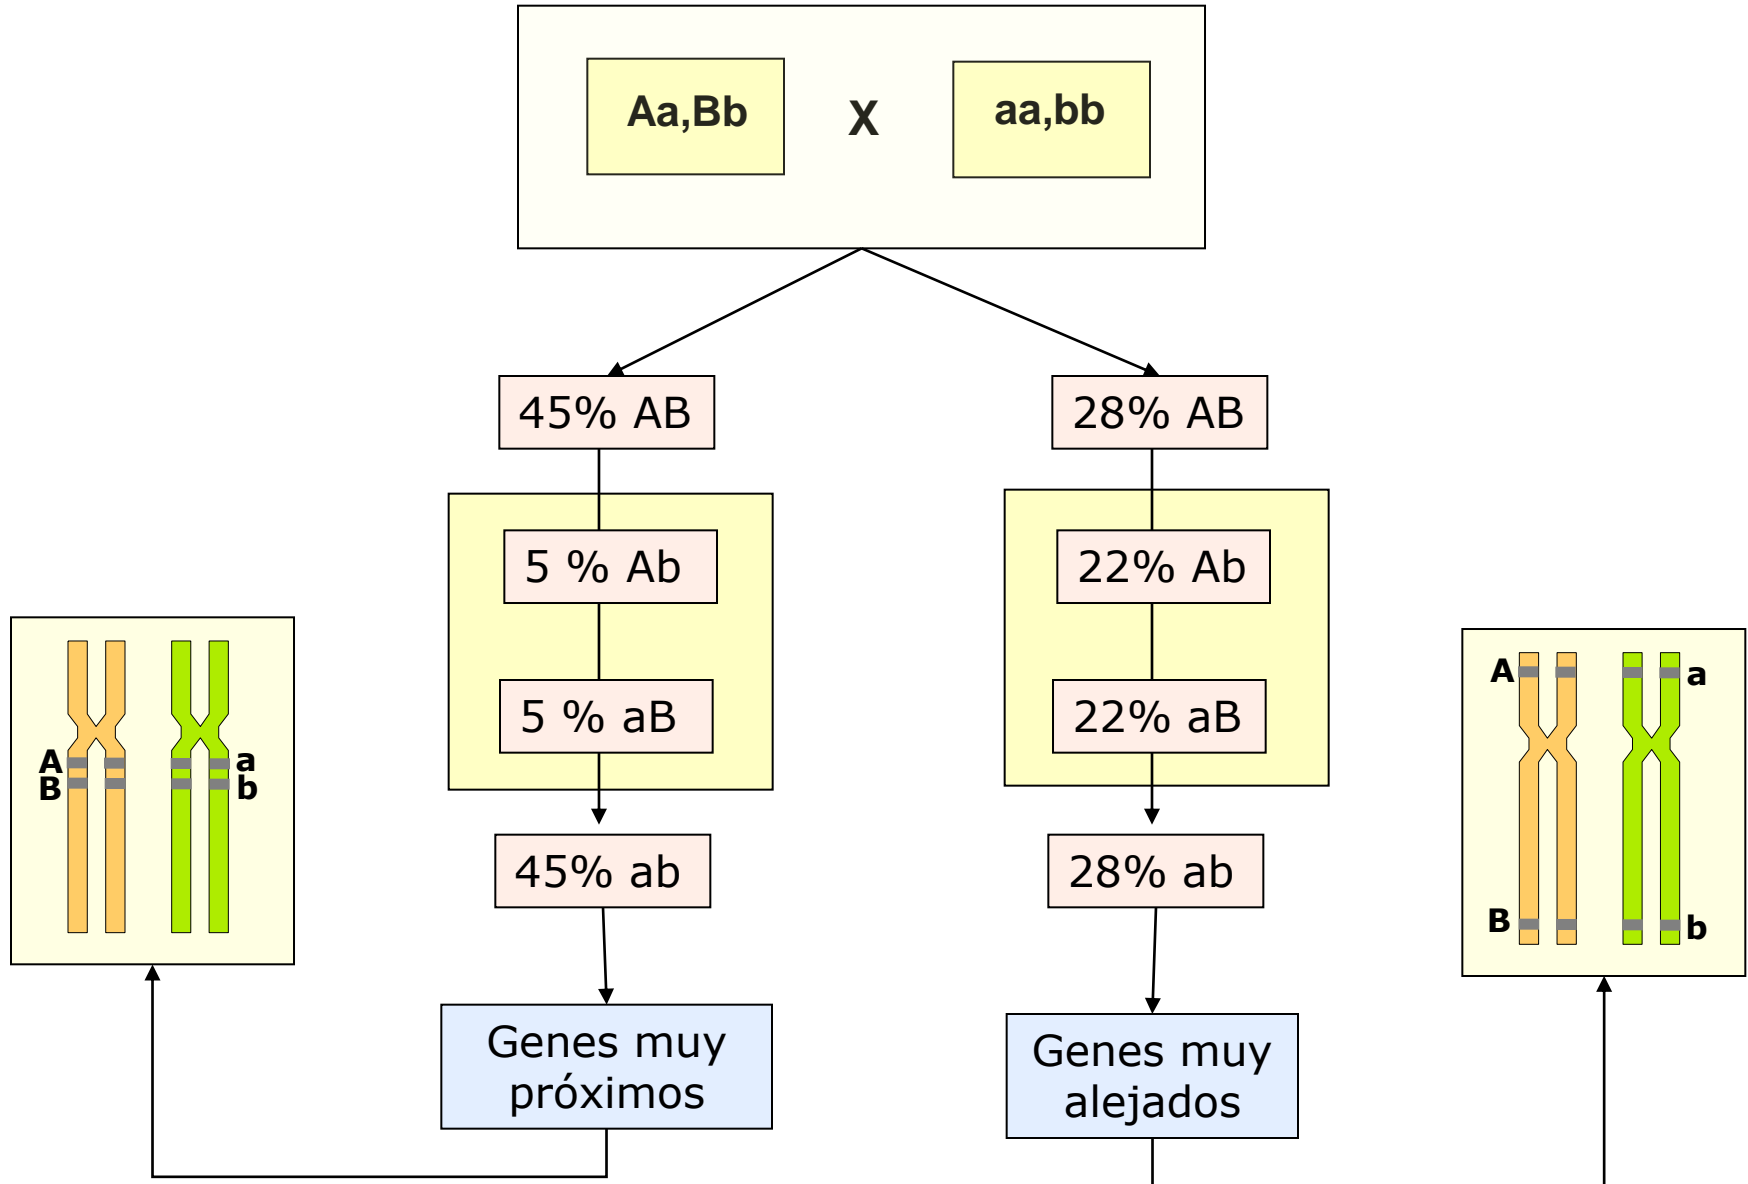 Aa,Bb
X
aa,bb
45% AB
28% AB
5 % Ab
22% Ab
5 % aB
22% aB
45% ab
28% ab
A
a
B
b
A
a
B
b
Genes muy
próximos
Genes muy
alejados